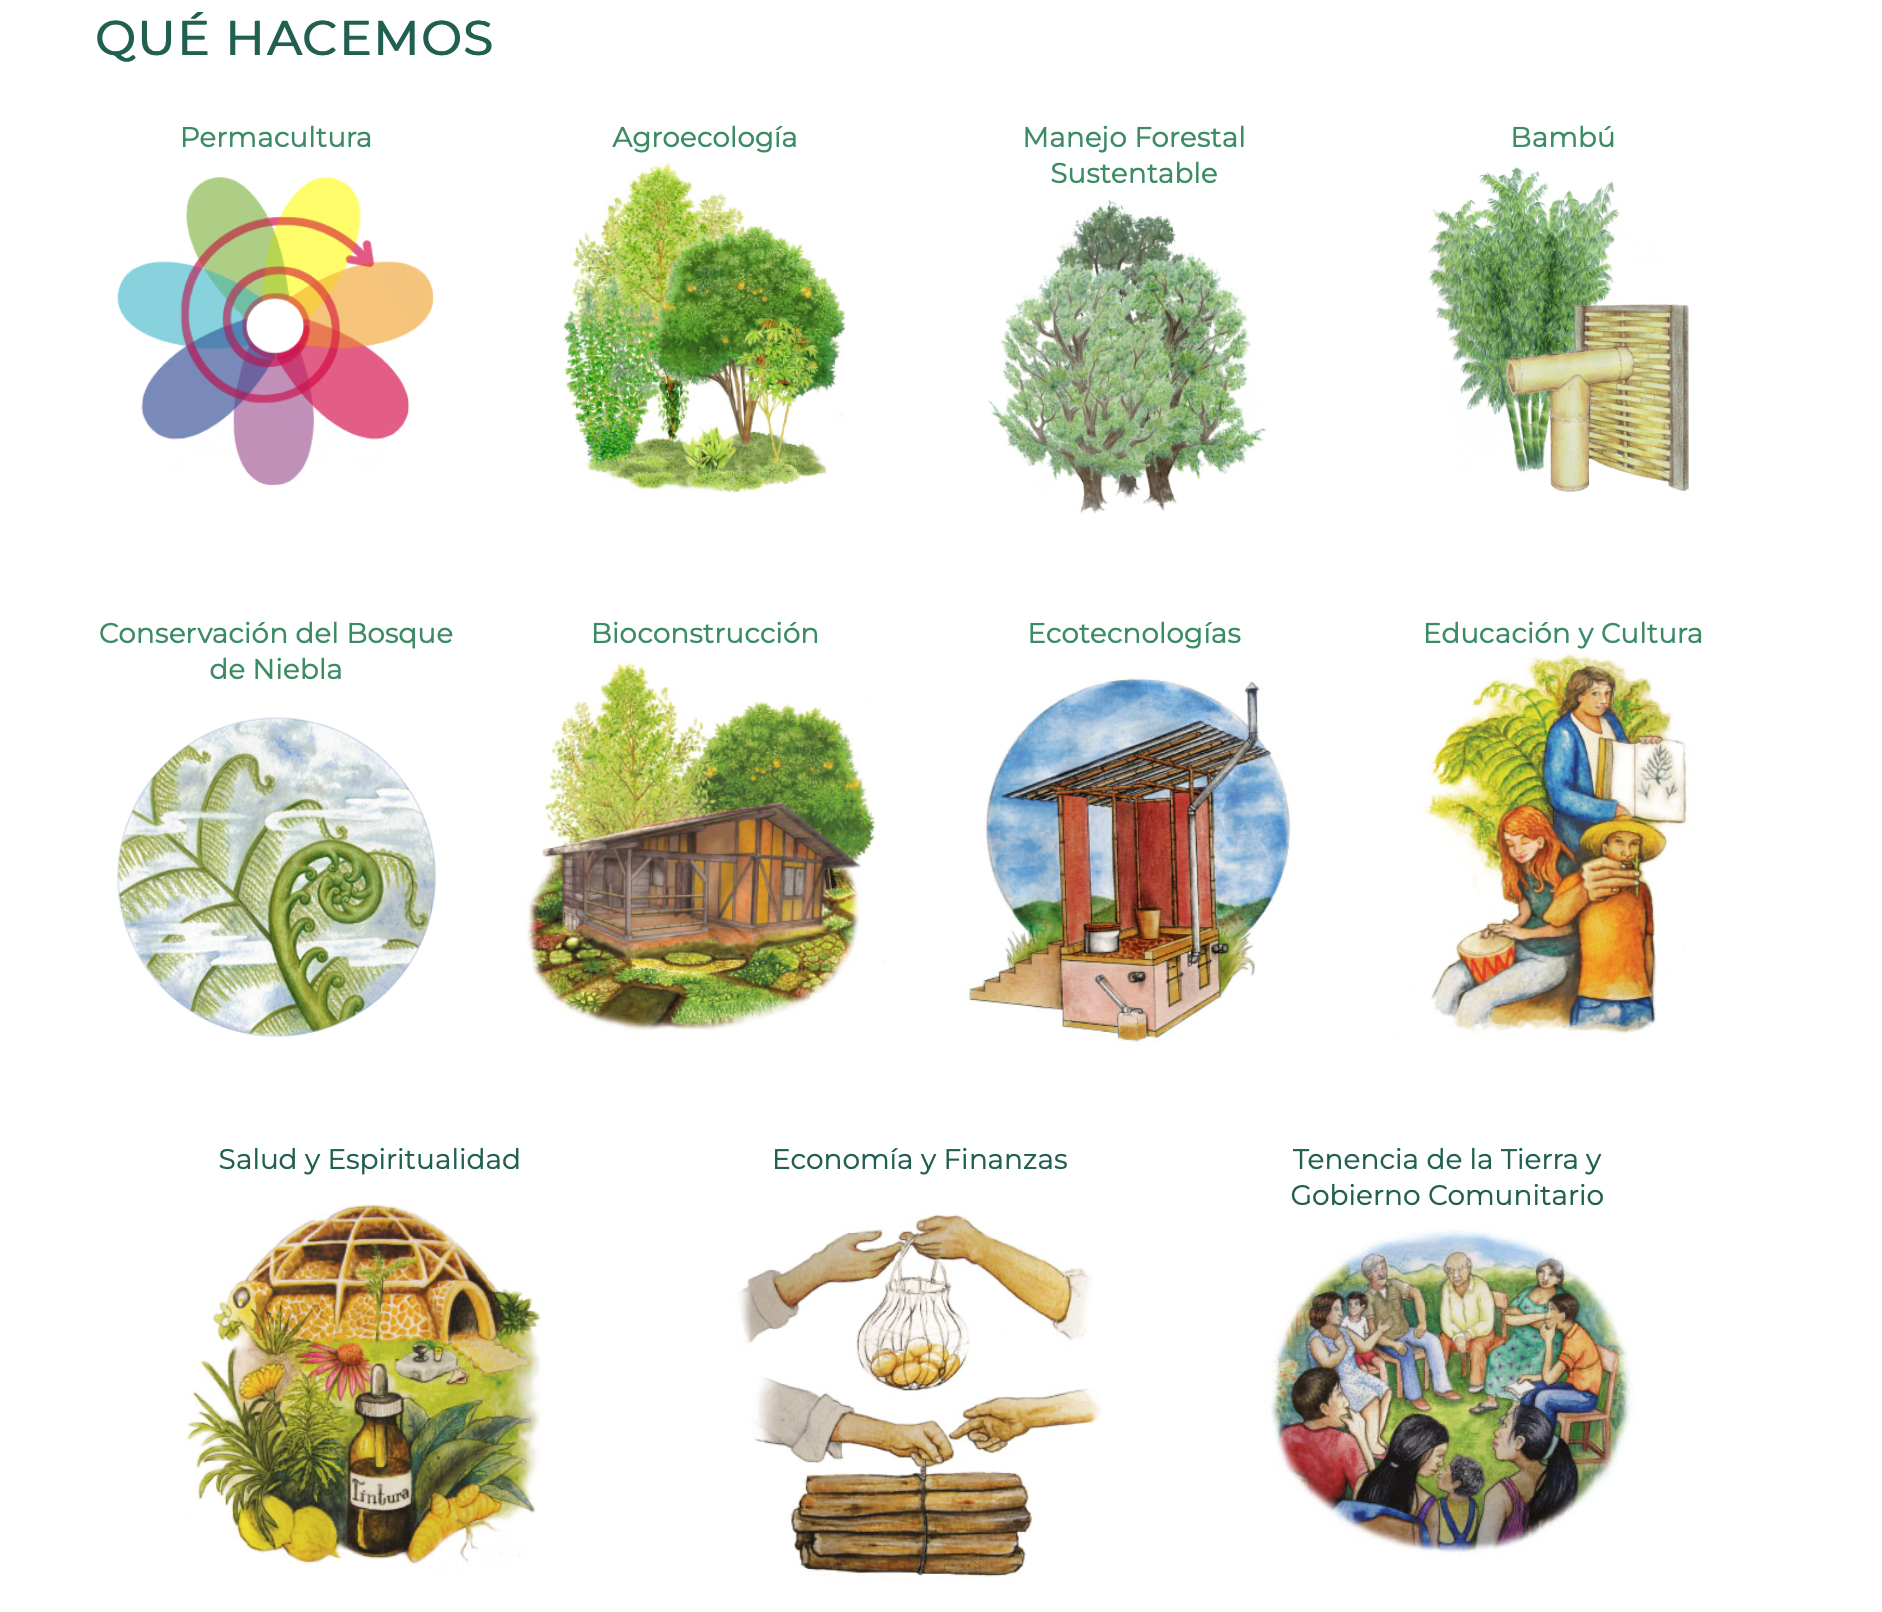 QUÉ HACEMOS
Permacultura
Agroecología
Manejo Forestal
Sustentable
Bambú
Conservación del Bosque
de Niebla
Bioconstrucción
Ecotecnologías
Educación y Cultura
Salud y Espiritualidad
Economía y Finanzas
Tenencia de la Tierra y
Gobierno Comunitario
Tintura